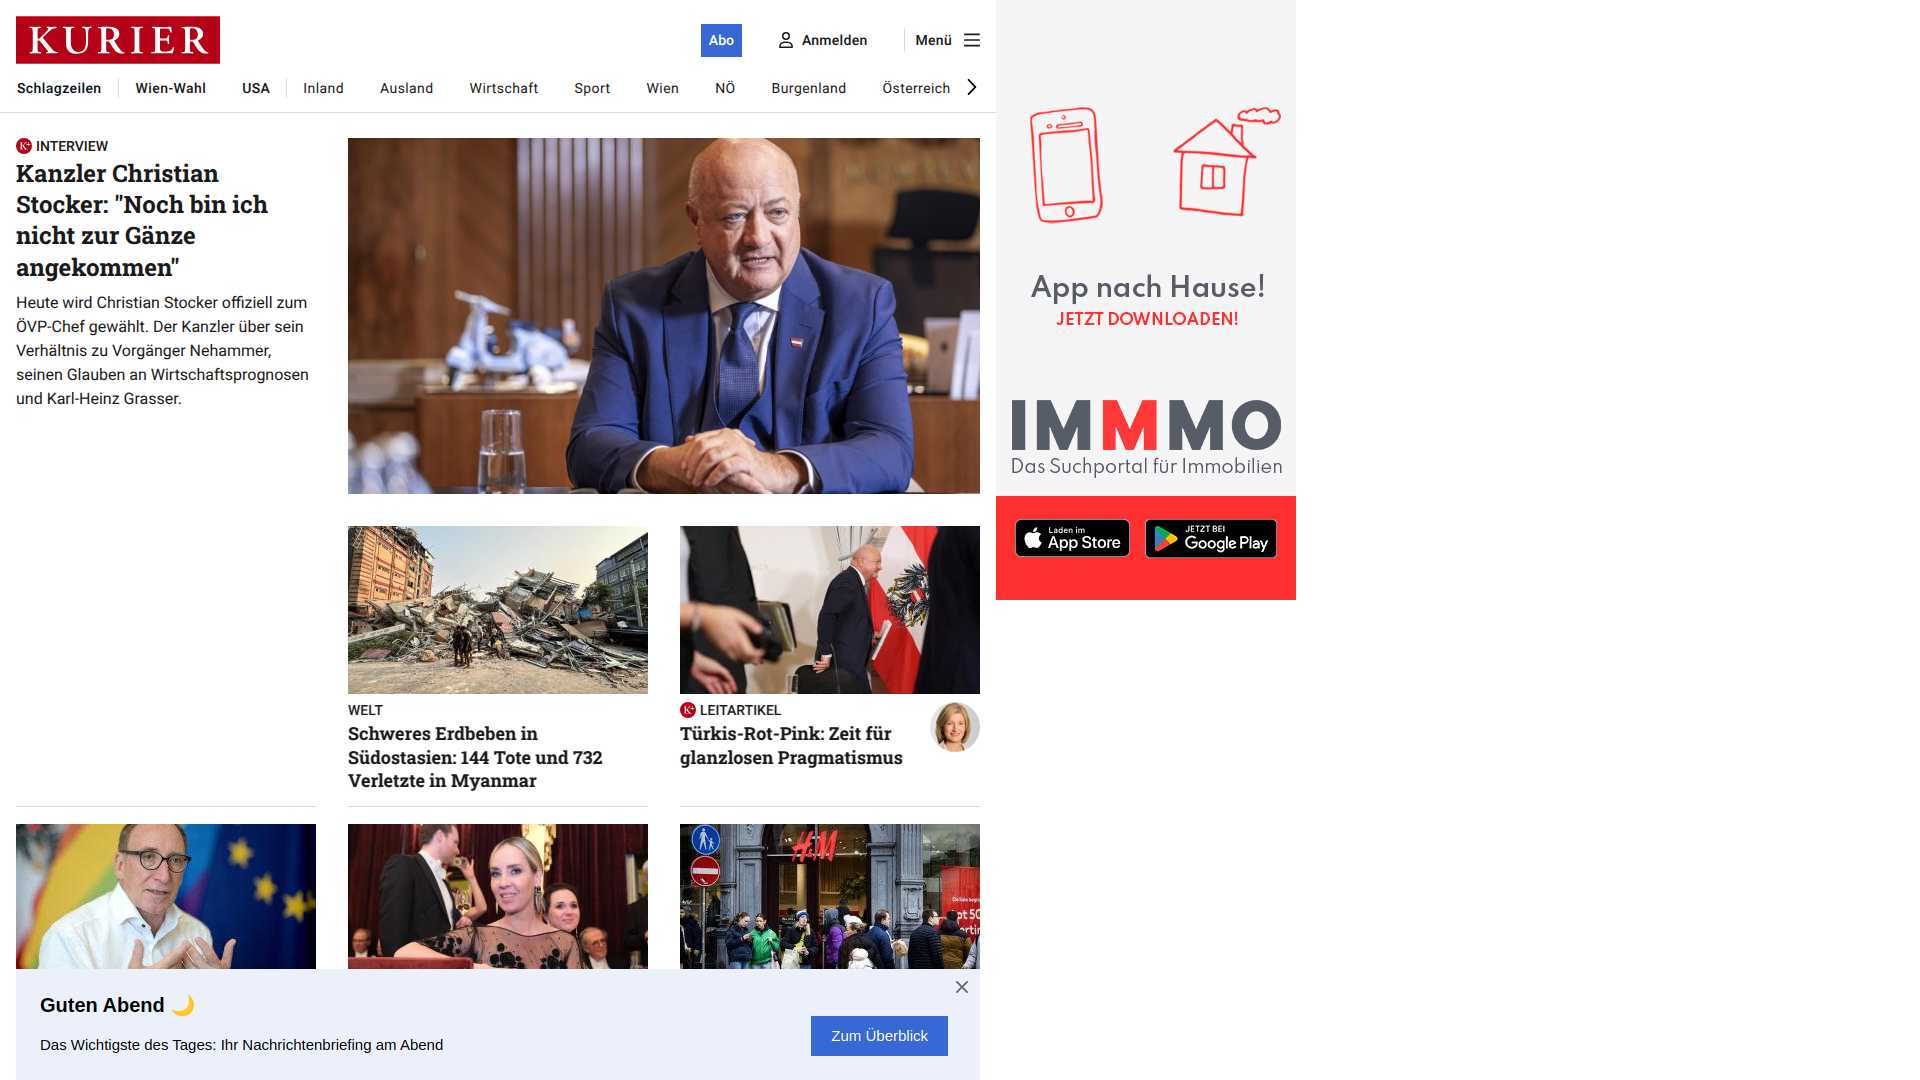 KURIER
Abo
Anmelden
Menü
Schlagzeilen
Wien-Wahl
USA
Inland
Ausland
Wirtschaft
Sport
Wien
NÖ
Burgenland
Österreich
INTERVIEW
Kanzler Christian
Stocker: "Noch bin ich
nicht zur Gänze
angekommen"
Heute wird Christian Stocker offiziell zum
ÖVP-Chef gewählt. Der Kanzler über sein
Verhältnis zu Vorgänger Nehammer,
seinen Glauben an Wirtschaftsprognosen
und Karl-Heinz Grasser.
WELT
Schweres Erdbeben in
Südostasien: 144 Tote und 732
Verletzte in Myanmar
LEITARTIKEL
Türkis-Rot-Pink: Zeit für
glanzlosen Pragmatismus
H&M
Guten Abend
Das Wichtigste des Tages: Ihr Nachrichtenbriefing am Abend
Zum Überblick
App nach Hause!
JETZT DOWNLOADEN!
IMMMO
Das Suchportal für Immobilien
Laden im
App Store
JETZT BEI
Google Play